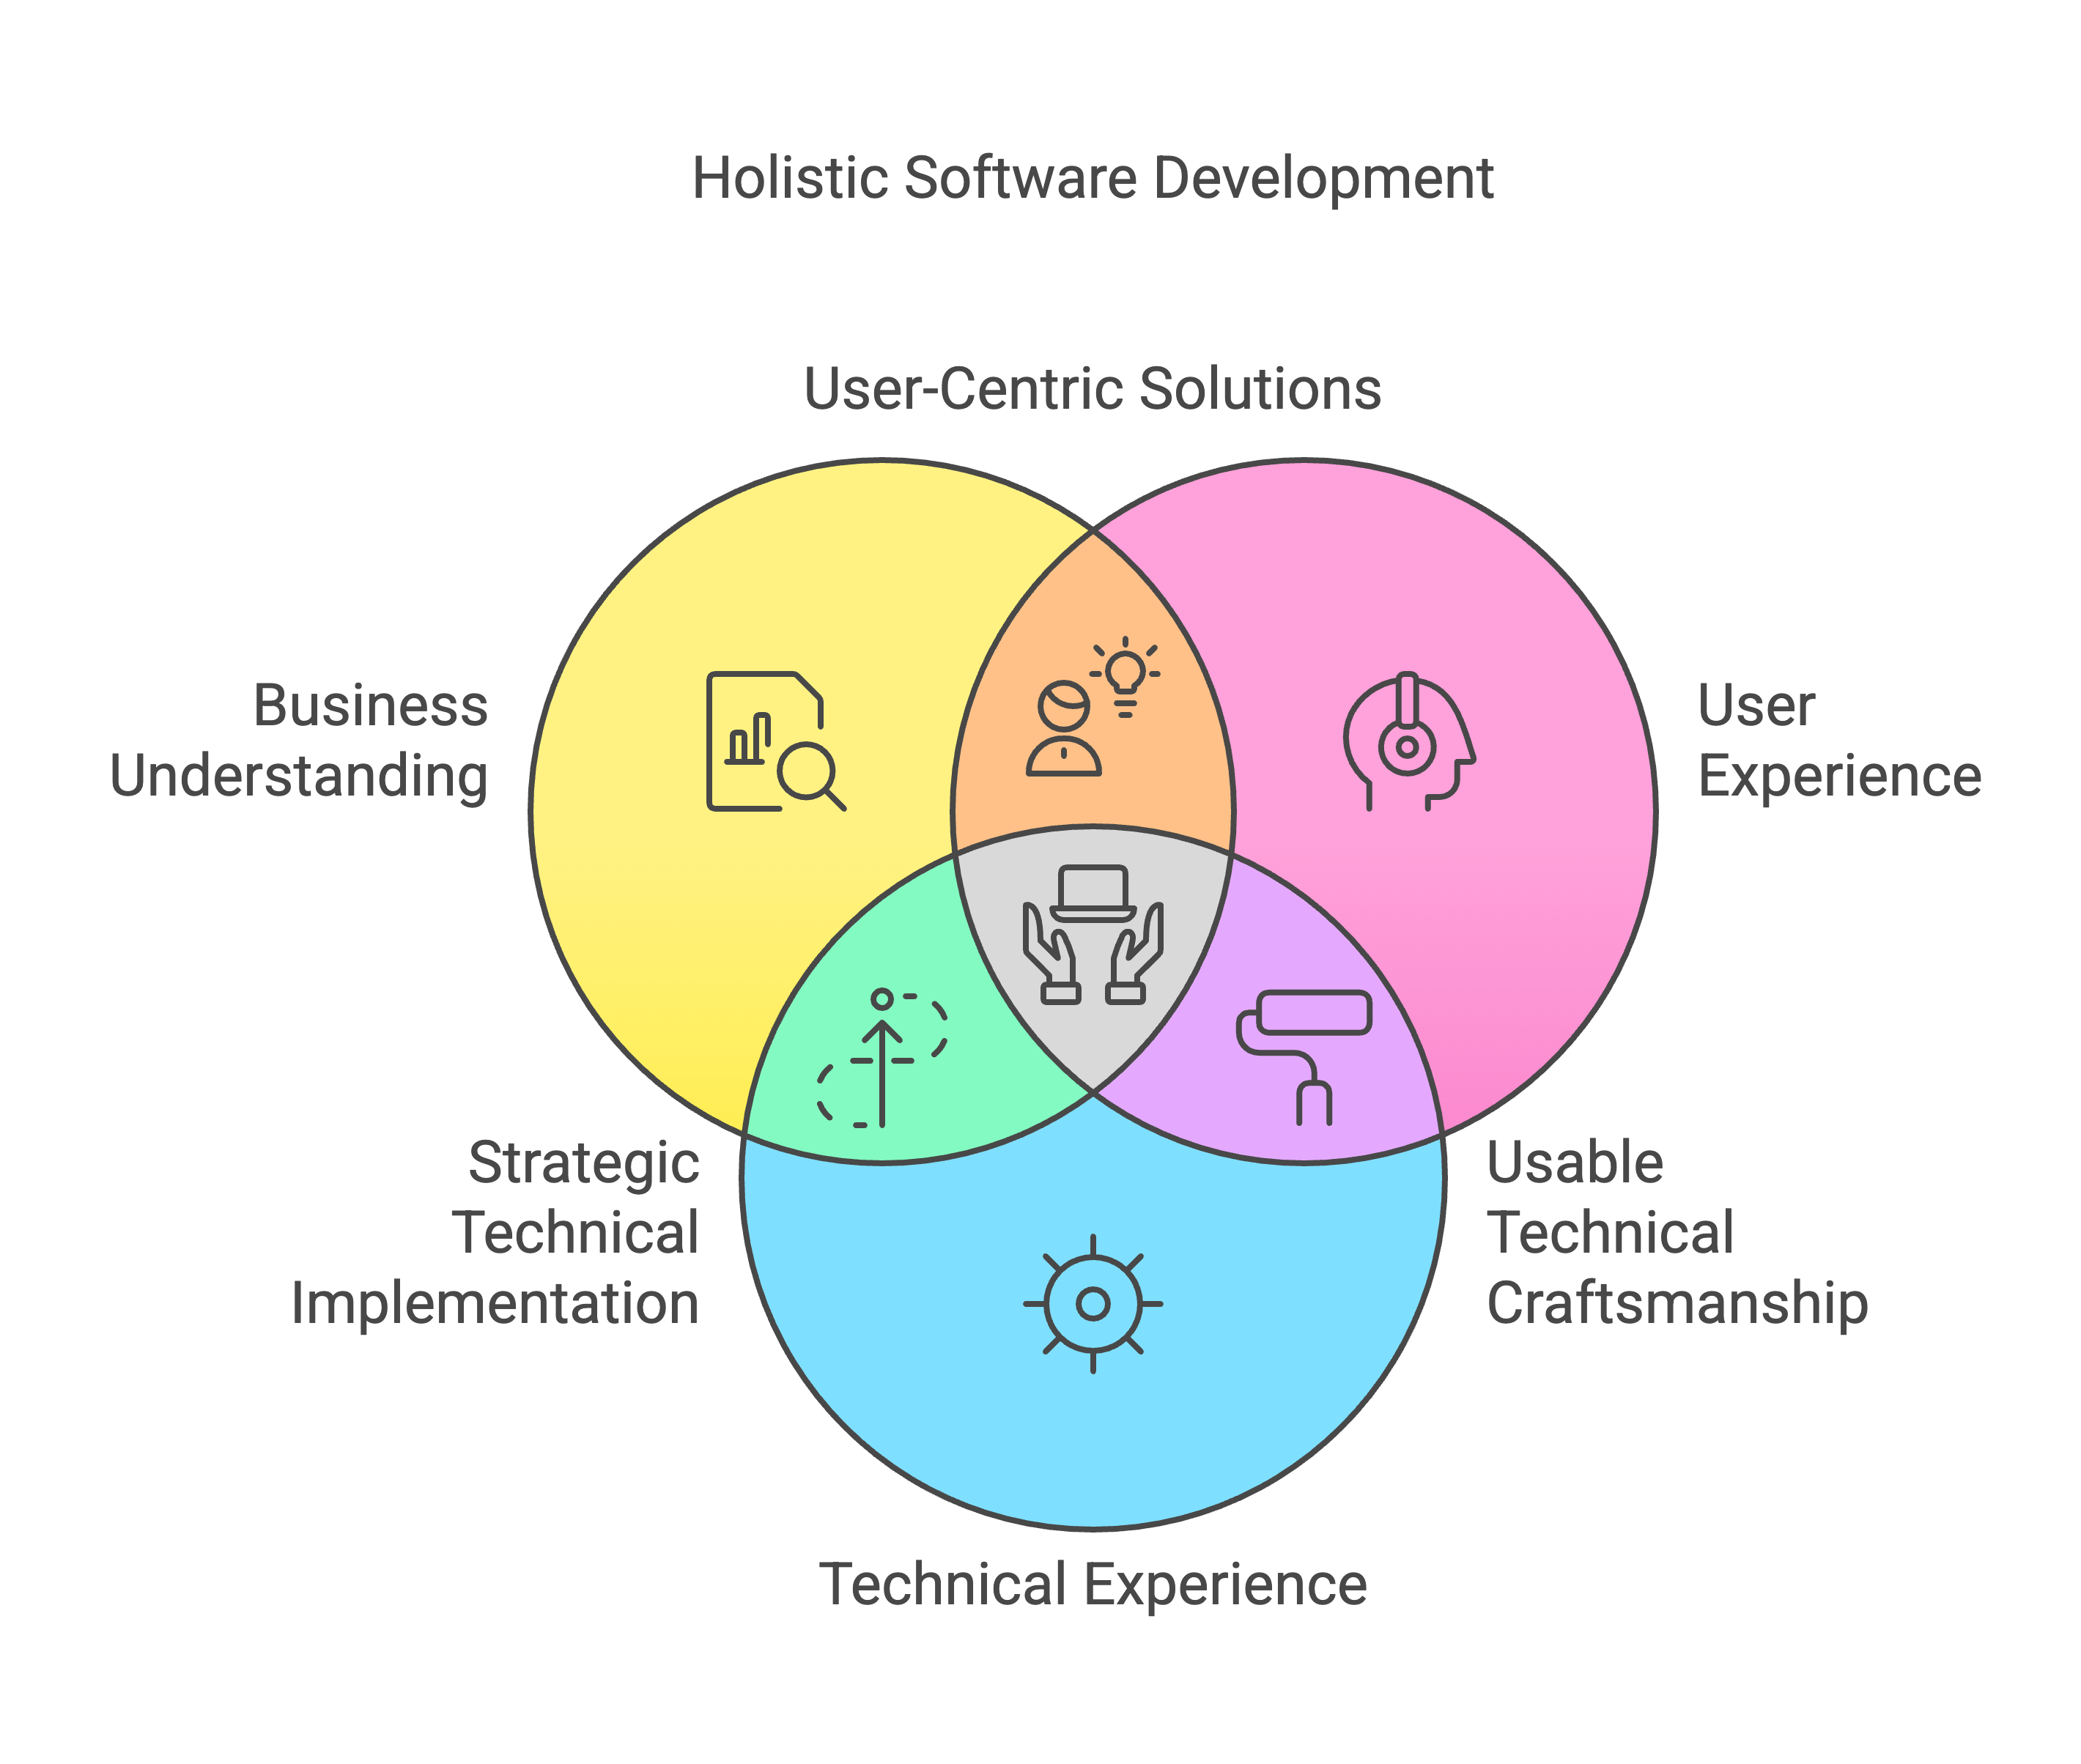 Holistic Software Development
User-Centric Solutions
Business
Understanding
User
Experience
Strategic
Technical
Implementation
Usable
Technical
Craftsmanship
Technical Experience